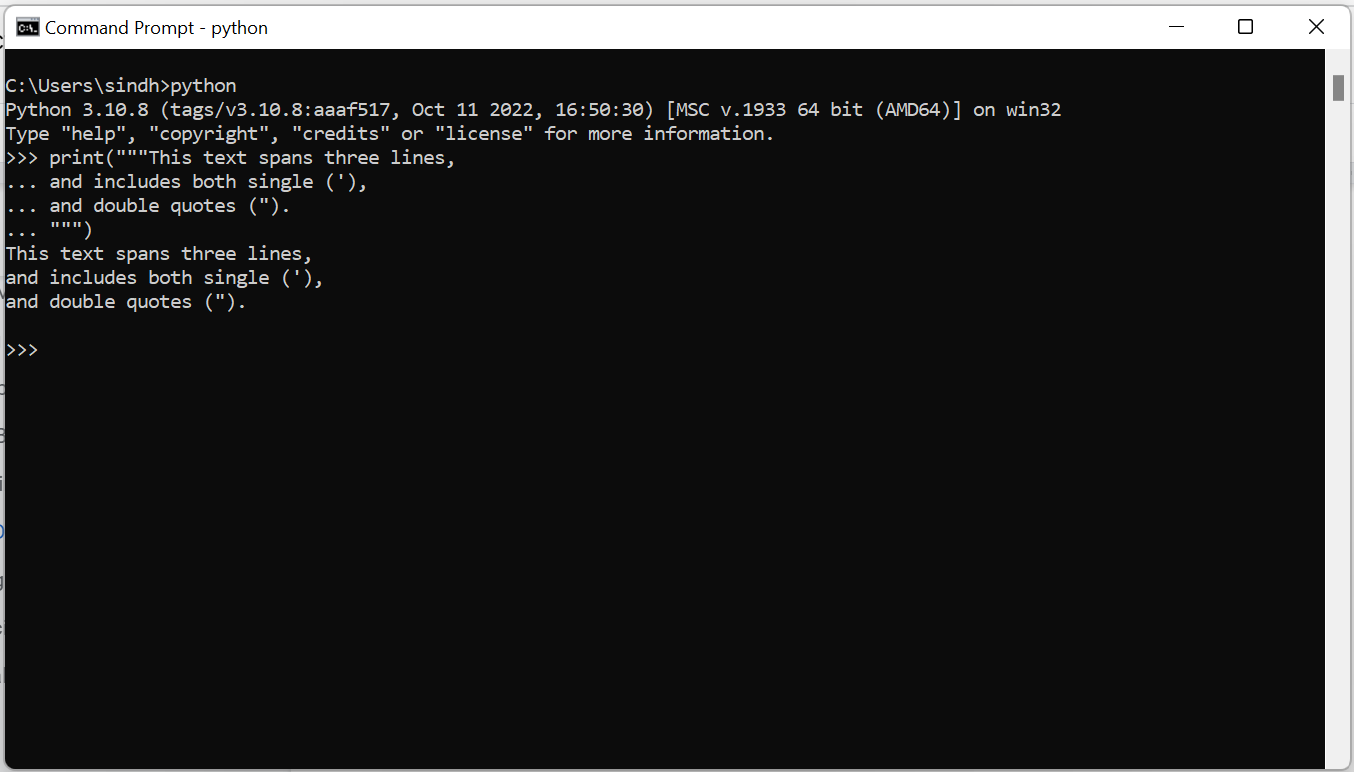 Command Prompt - python
C:\Users\sindh>python
Python 3.10.8 (tags/v3.10.8:aaaf517, Oct 11 2022, 16:50:30) [MSC v.1933 64 bit (AMD64)] on win32
Type "help", "copyright", "credits" or "license" for more information.
>>> print("""This text spans three lines,
... and includes both single ('),
... and double quotes (").
... """)
This text spans three lines,
and includes both single ('),
and double quotes (").
>>>